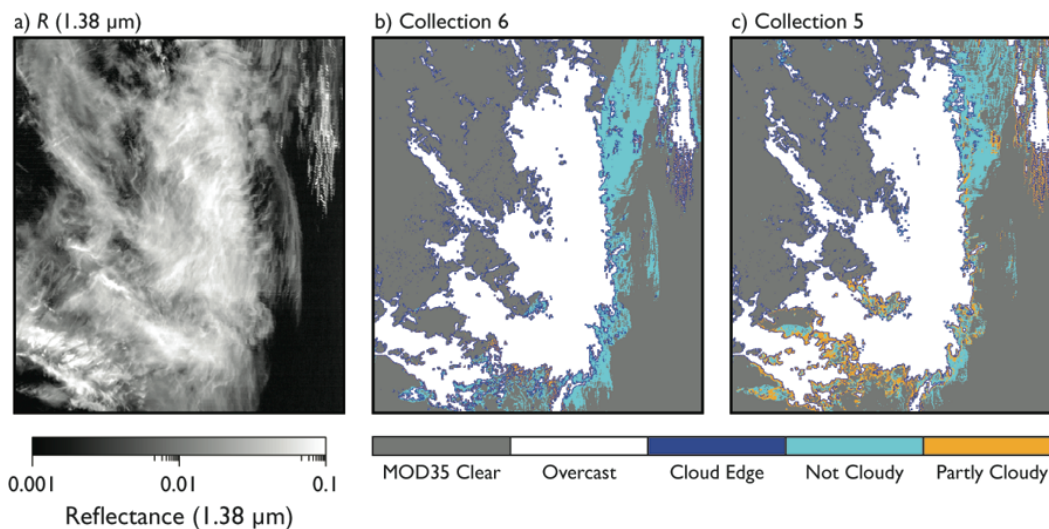 a) R (1.38 µm)
b) Collection 6
c) Collection 5
0.001 0.01 0.1
Reflectance (1.38 µm)
MOD35 Clear Overcast Cloud Edge Not Cloudy Partly Cloudy